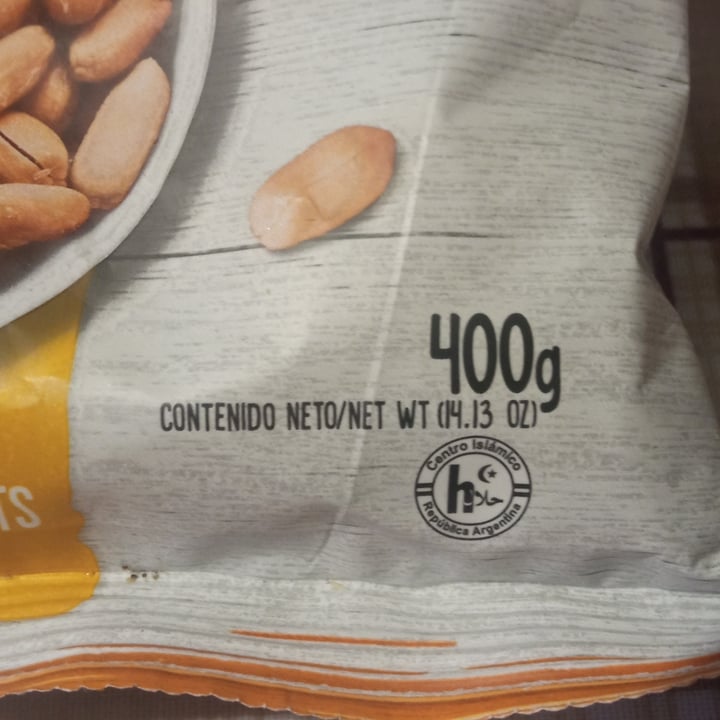 400g
CONTENIDO NETO/NET WT (14.13 OZ)
Centro Islámico
h حلال
República Argentina
TS